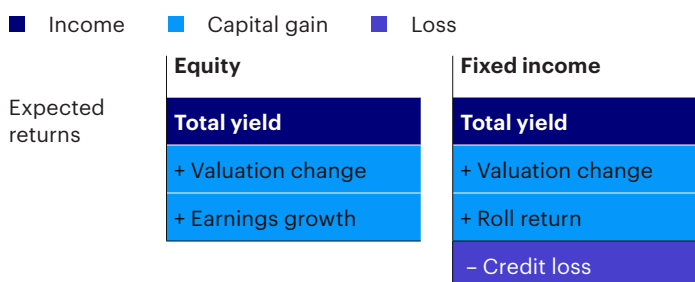 Income Capital gain Loss
Equity Fixed income
Expected
returns
Total yield Total yield
+ Valuation change + Valuation change
+ Earnings growth + Roll return
– Credit loss